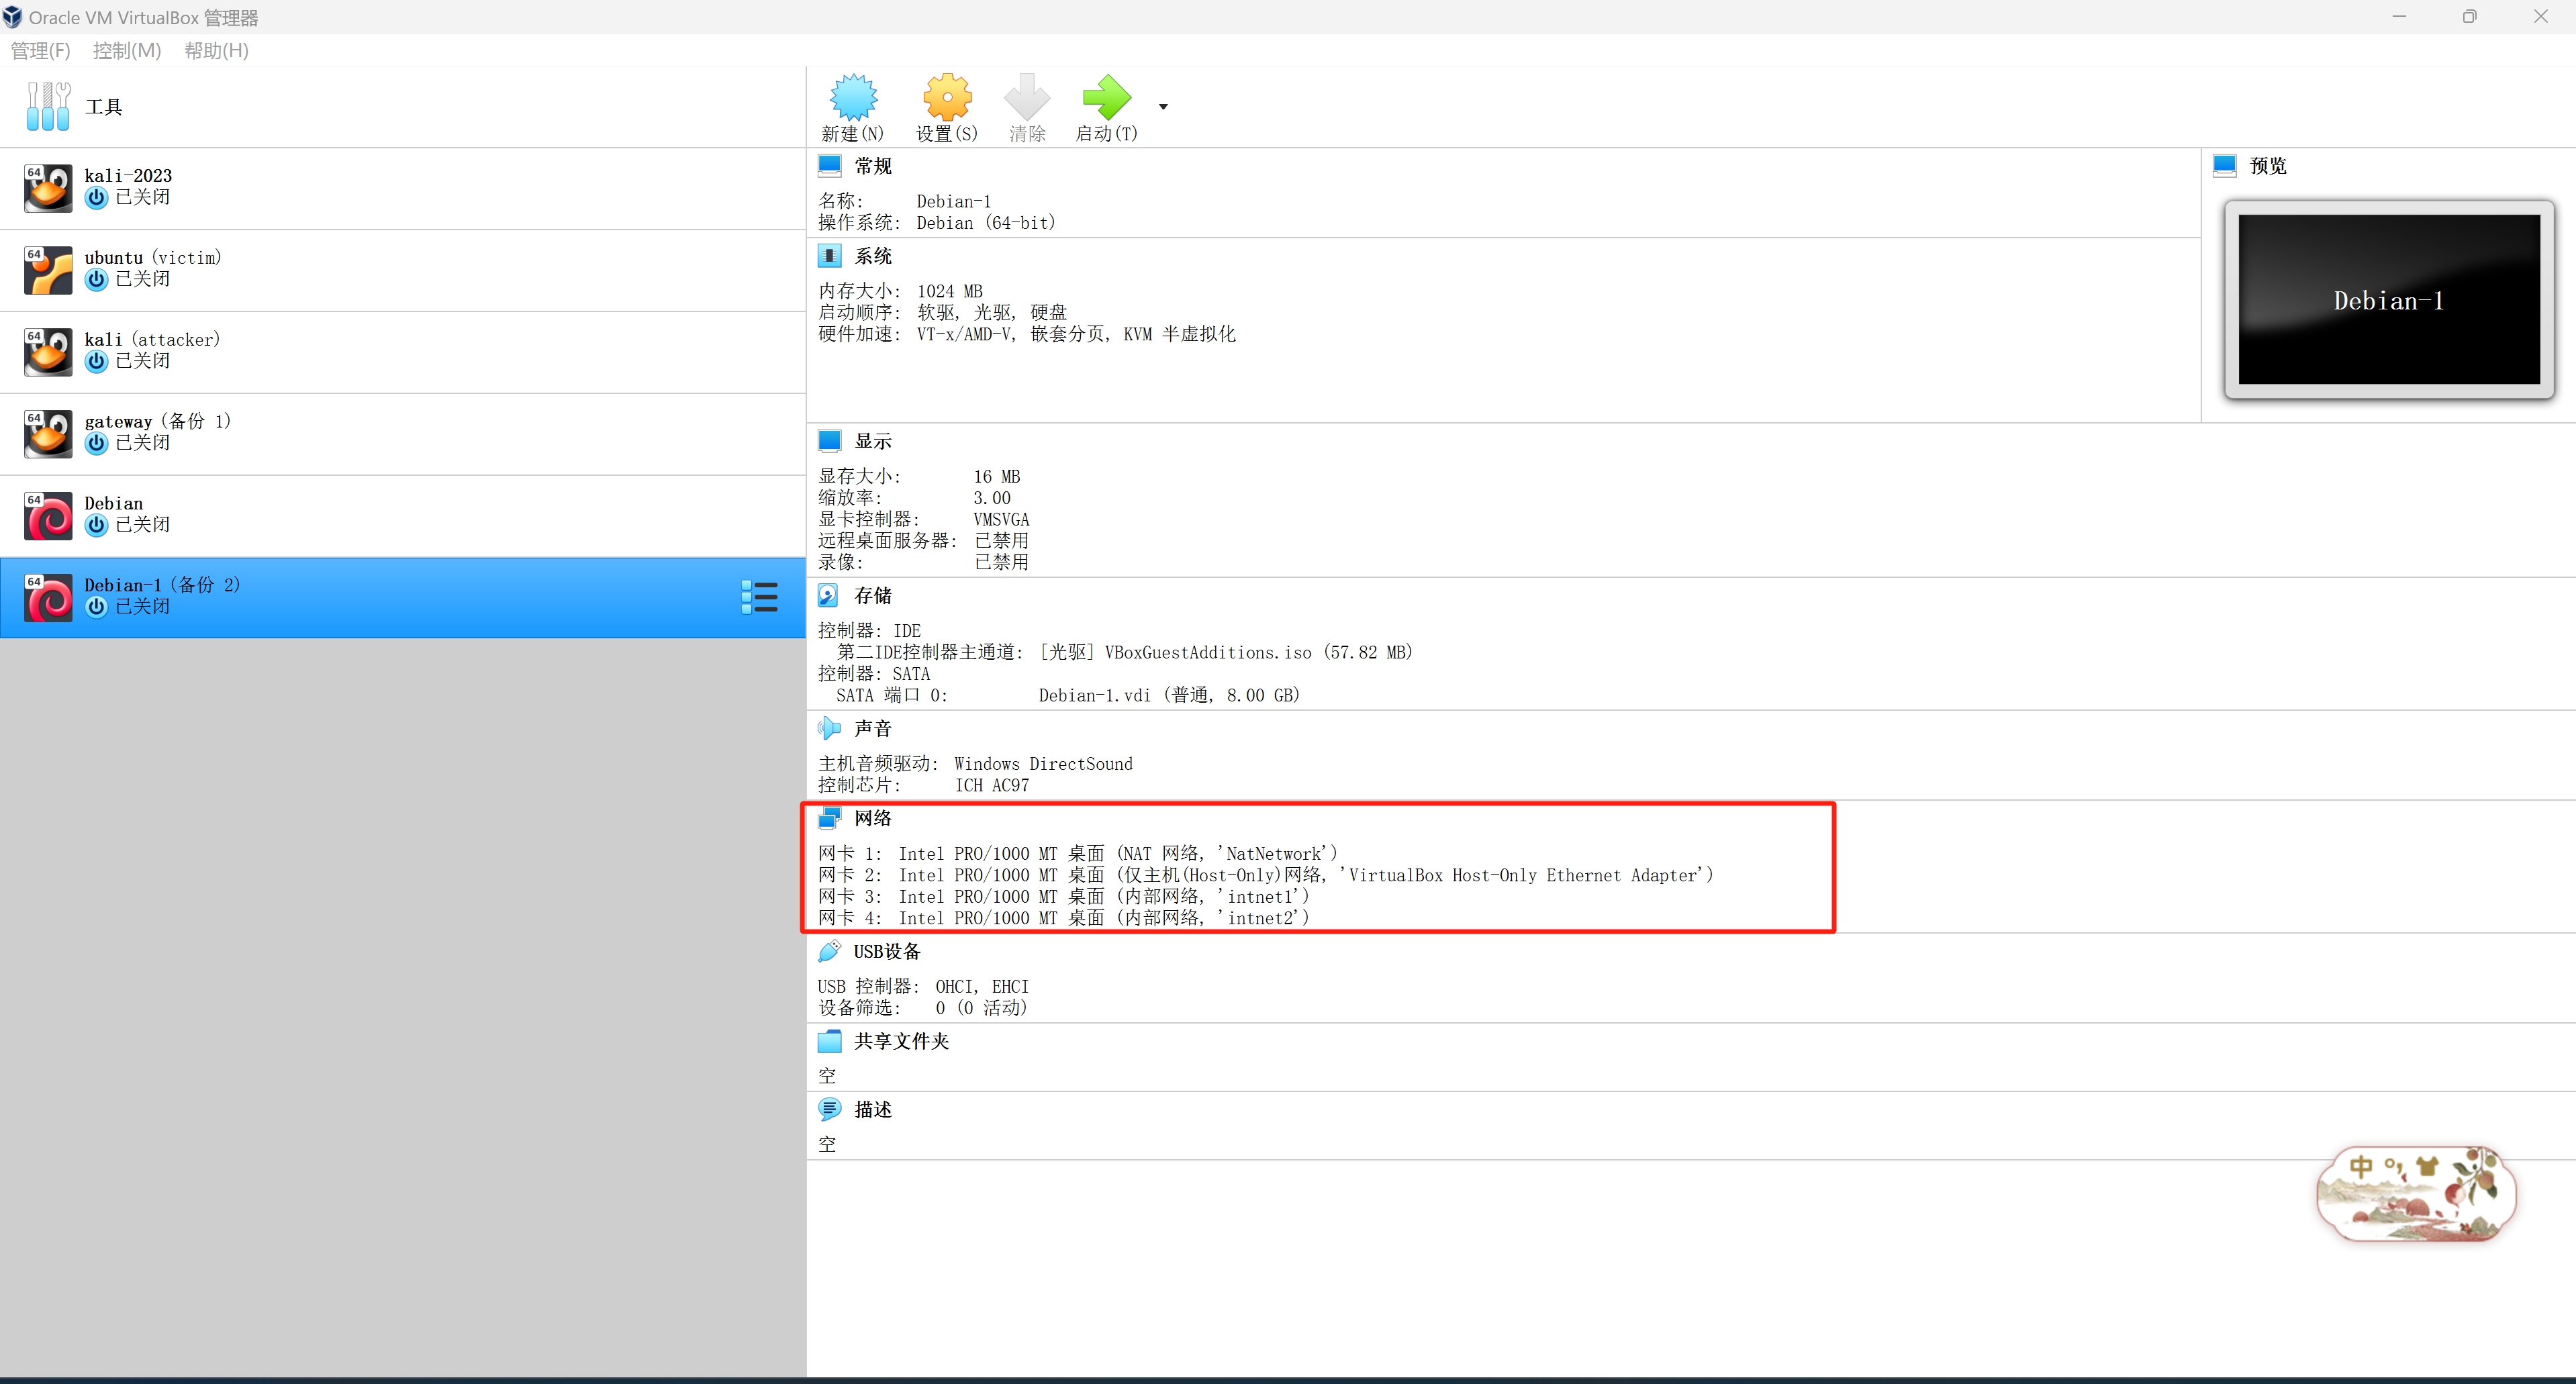 Oracle VM VirtualBox 管理器
管理(F) 控制(M) 帮助(H)
工具
kali-2023
已关闭
ubuntu (victim)
已关闭
kali (attacker)
已关闭
gateway (备份 1)
已关闭
Debian
已关闭
Debian-1 (备份 2)
已关闭
新建(N) 设置(S) 清除 启动(T)
常规
名称: Debian-1
操作系统: Debian (64-bit)
系统
内存大小: 1024 MB
启动顺序: 软驱, 光驱, 硬盘
硬件加速: VT-x/AMD-V, 嵌套分页, KVM 半虚拟化
预览
Debian-1
显示
显存大小: 16 MB
缩放率: 3.00
显卡控制器: VMSVGA
远程桌面服务器: 已禁用
录像: 已禁用
存储
控制器: IDE
第二IDE控制器主通道: [光驱] VBoxGuestAdditions.iso (57.82 MB)
控制器: SATA
SATA 端口 0: Debian-1.vdi (普通, 8.00 GB)
声音
主机音频驱动: Windows DirectSound
控制芯片: ICH AC97
网络
网卡 1: Intel PRO/1000 MT 桌面 (NAT 网络, 'NatNetwork')
网卡 2: Intel PRO/1000 MT 桌面 (仅主机(Host-Only)网络, 'VirtualBox Host-Only Ethernet Adapter')
网卡 3: Intel PRO/1000 MT 桌面 (内部网络, 'intnet1')
网卡 4: Intel PRO/1000 MT 桌面 (内部网络, 'intnet2')
USB设备
USB 控制器: OHCI, EHCI
设备筛选: 0 (0 活动)
共享文件夹
空
描述
空
中
64
64
64
64
64
64